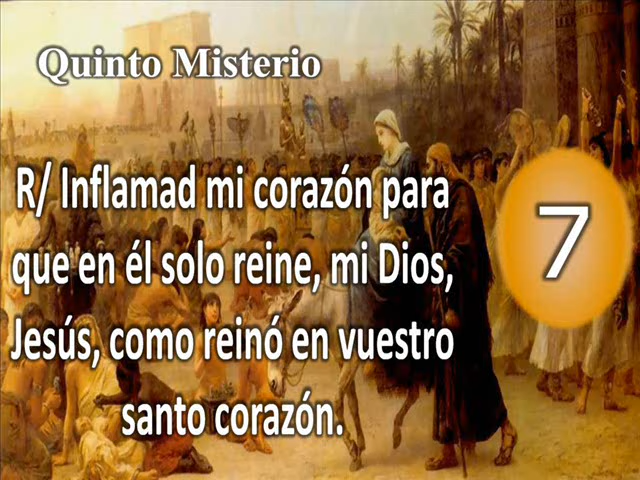 Quinto Misterio
R/ Inflamad mi corazón para
que en él solo reine, mi Dios,
Jesús, como reinó en vuestro
santo corazón.
7